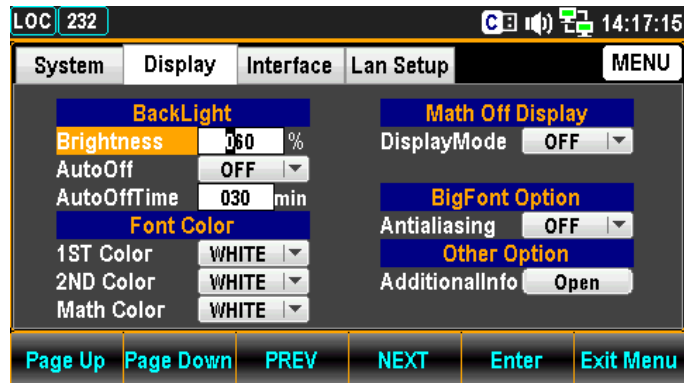 LOC 232 C 14:17:15
System Display Interface Lan Setup MENU
BackLight
Brightness 060 %
AutoOff OFF
AutoOffTime 030 min
Font Color
1ST Color WHITE
2ND Color WHITE
Math Color WHITE
Math Off Display
DisplayMode OFF
BigFont Option
Antialiasing OFF
Other Option
AdditionalInfo Open
Page Up Page Down PREV NEXT Enter Exit Menu